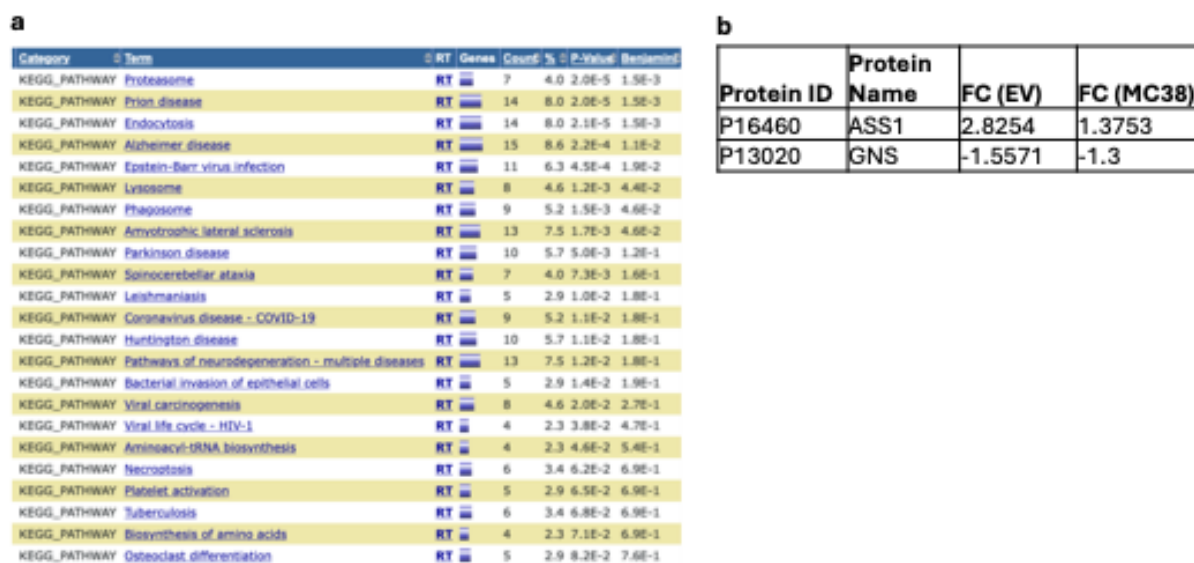 a
Category Term RT Genes Count % P-Value Benjamini
KEGG_PATHWAY Proteasome RT 7 4.0 2.0E-5 1.5E-3
KEGG_PATHWAY Prion disease RT 14 8.0 2.0E-5 1.5E-3
KEGG_PATHWAY Endocytosis RT 14 8.0 2.1E-5 1.5E-3
KEGG_PATHWAY Alzheimer disease RT 15 8.6 2.2E-4 1.1E-2
KEGG_PATHWAY Epstein-Barr virus infection RT 11 6.3 4.5E-4 1.9E-2
KEGG_PATHWAY Lysosome RT 8 4.6 1.2E-3 4.4E-2
KEGG_PATHWAY Phagosome RT 9 5.2 1.5E-3 4.6E-2
KEGG_PATHWAY Amyotrophic lateral sclerosis RT 13 7.5 1.7E-3 4.6E-2
KEGG_PATHWAY Parkinson disease RT 10 5.7 5.0E-3 1.2E-1
KEGG_PATHWAY Spinocerebellar ataxia RT 7 4.0 7.3E-3 1.6E-1
KEGG_PATHWAY Leishmaniasis RT 5 2.9 1.0E-2 1.8E-1
KEGG_PATHWAY Coronavirus disease - COVID-19 RT 9 5.2 1.1E-2 1.8E-1
KEGG_PATHWAY Huntington disease RT 10 5.7 1.1E-2 1.8E-1
KEGG_PATHWAY Pathways of neurodegeneration - multiple diseases RT 13 7.5 1.2E-2 1.8E-1
KEGG_PATHWAY Bacterial invasion of epithelial cells RT 5 2.9 1.4E-2 1.9E-1
KEGG_PATHWAY Viral carcinogenesis RT 8 4.6 2.0E-2 2.7E-1
KEGG_PATHWAY Viral life cycle - HIV-1 RT 4 2.3 3.8E-2 4.7E-1
KEGG_PATHWAY Aminoacyl-tRNA biosynthesis RT 4 2.3 4.6E-2 5.4E-1
KEGG_PATHWAY Necroptosis RT 6 3.4 6.2E-2 6.9E-1
KEGG_PATHWAY Platelet activation RT 5 2.9 6.5E-2 6.9E-1
KEGG_PATHWAY Tuberculosis RT 6 3.4 6.8E-2 6.9E-1
KEGG_PATHWAY Biosynthesis of amino acids RT 4 2.3 7.1E-2 6.9E-1
KEGG_PATHWAY Osteoclast differentiation RT 5 2.9 8.2E-2 7.6E-1
b
Protein ID Protein Name FC (EV) FC (MC38)
P16460 ASS1 2.8254 1.3753
P13020 GNS -1.5571 -1.3